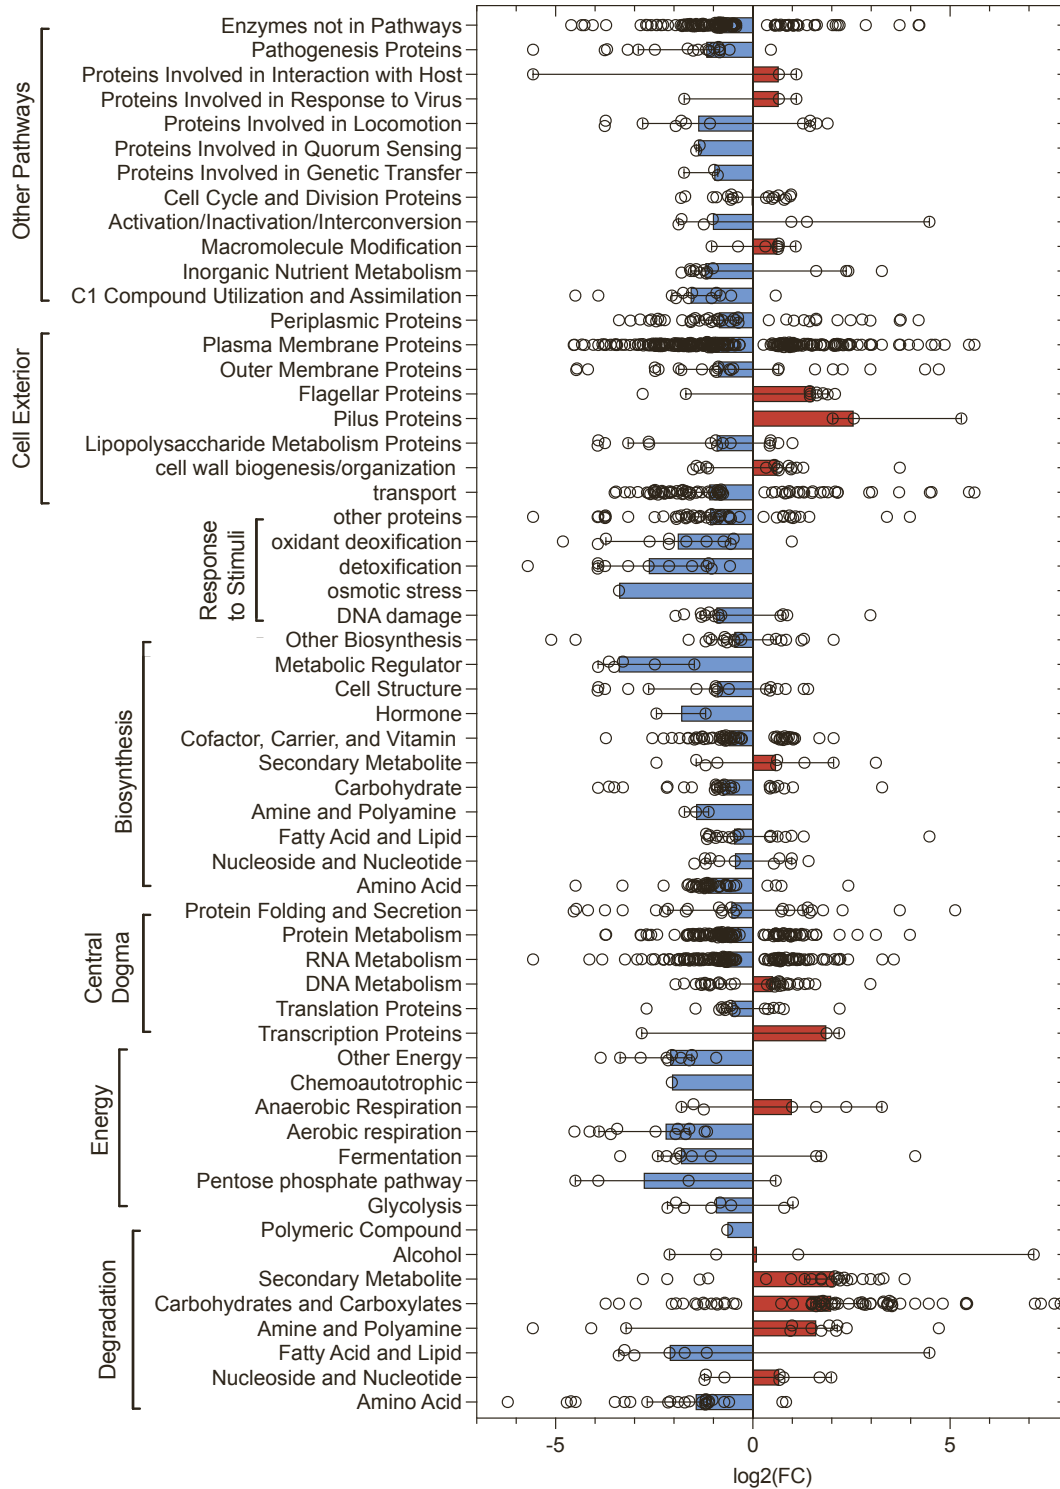 Other Pathways
Enzymes not in Pathways
Pathogenesis Proteins
Proteins Involved in Interaction with Host
Proteins Involved in Response to Virus
Proteins Involved in Locomotion
Proteins Involved in Quorum Sensing
Proteins Involved in Genetic Transfer
Cell Cycle and Division Proteins
Activation/Inactivation/Interconversion
Macromolecule Modification
Inorganic Nutrient Metabolism
C1 Compound Utilization and Assimilation
Cell Exterior
Periplasmic Proteins
Plasma Membrane Proteins
Outer Membrane Proteins
Flagellar Proteins
Pilus Proteins
Lipopolysaccharide Metabolism Proteins
cell wall biogenesis/organization
transport
Response
to Stimuli
other proteins
oxidant deoxification
detoxification
osmotic stress
DNA damage
Biosynthesis
Other Biosynthesis
Metabolic Regulator
Cell Structure
Hormone
Cofactor, Carrier, and Vitamin
Secondary Metabolite
Carbohydrate
Amine and Polyamine
Fatty Acid and Lipid
Nucleoside and Nucleotide
Amino Acid
Central
Dogma
Protein Folding and Secretion
Protein Metabolism
RNA Metabolism
DNA Metabolism
Translation Proteins
Transcription Proteins
Energy
Other Energy
Chemoautotrophic
Anaerobic Respiration
Aerobic respiration
Fermentation
Pentose phosphate pathway
Glycolysis
Degradation
Polymeric Compound
Alcohol
Secondary Metabolite
Carbohydrates and Carboxylates
Amine and Polyamine
Fatty Acid and Lipid
Nucleoside and Nucleotide
Amino Acid
-5 0 5
log2(FC)